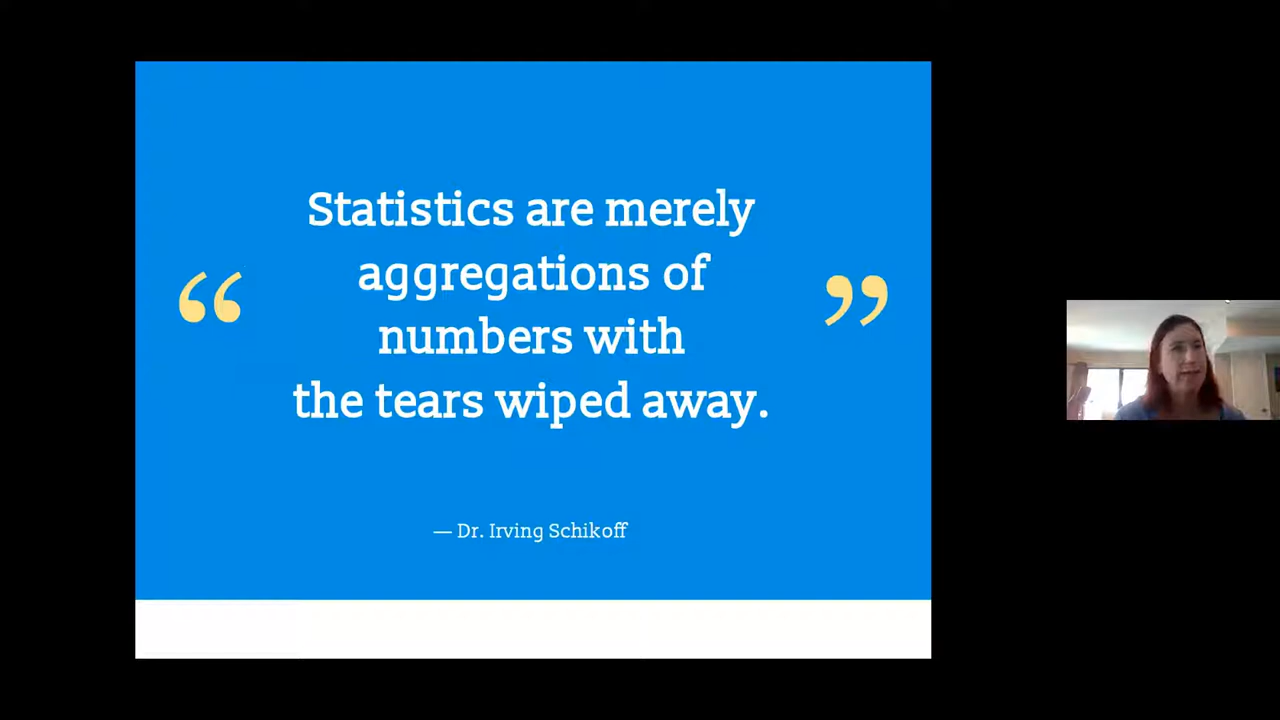 “
Statistics are merely
aggregations of
numbers with
the tears wiped away.
”
— Dr. Irving Schikoff